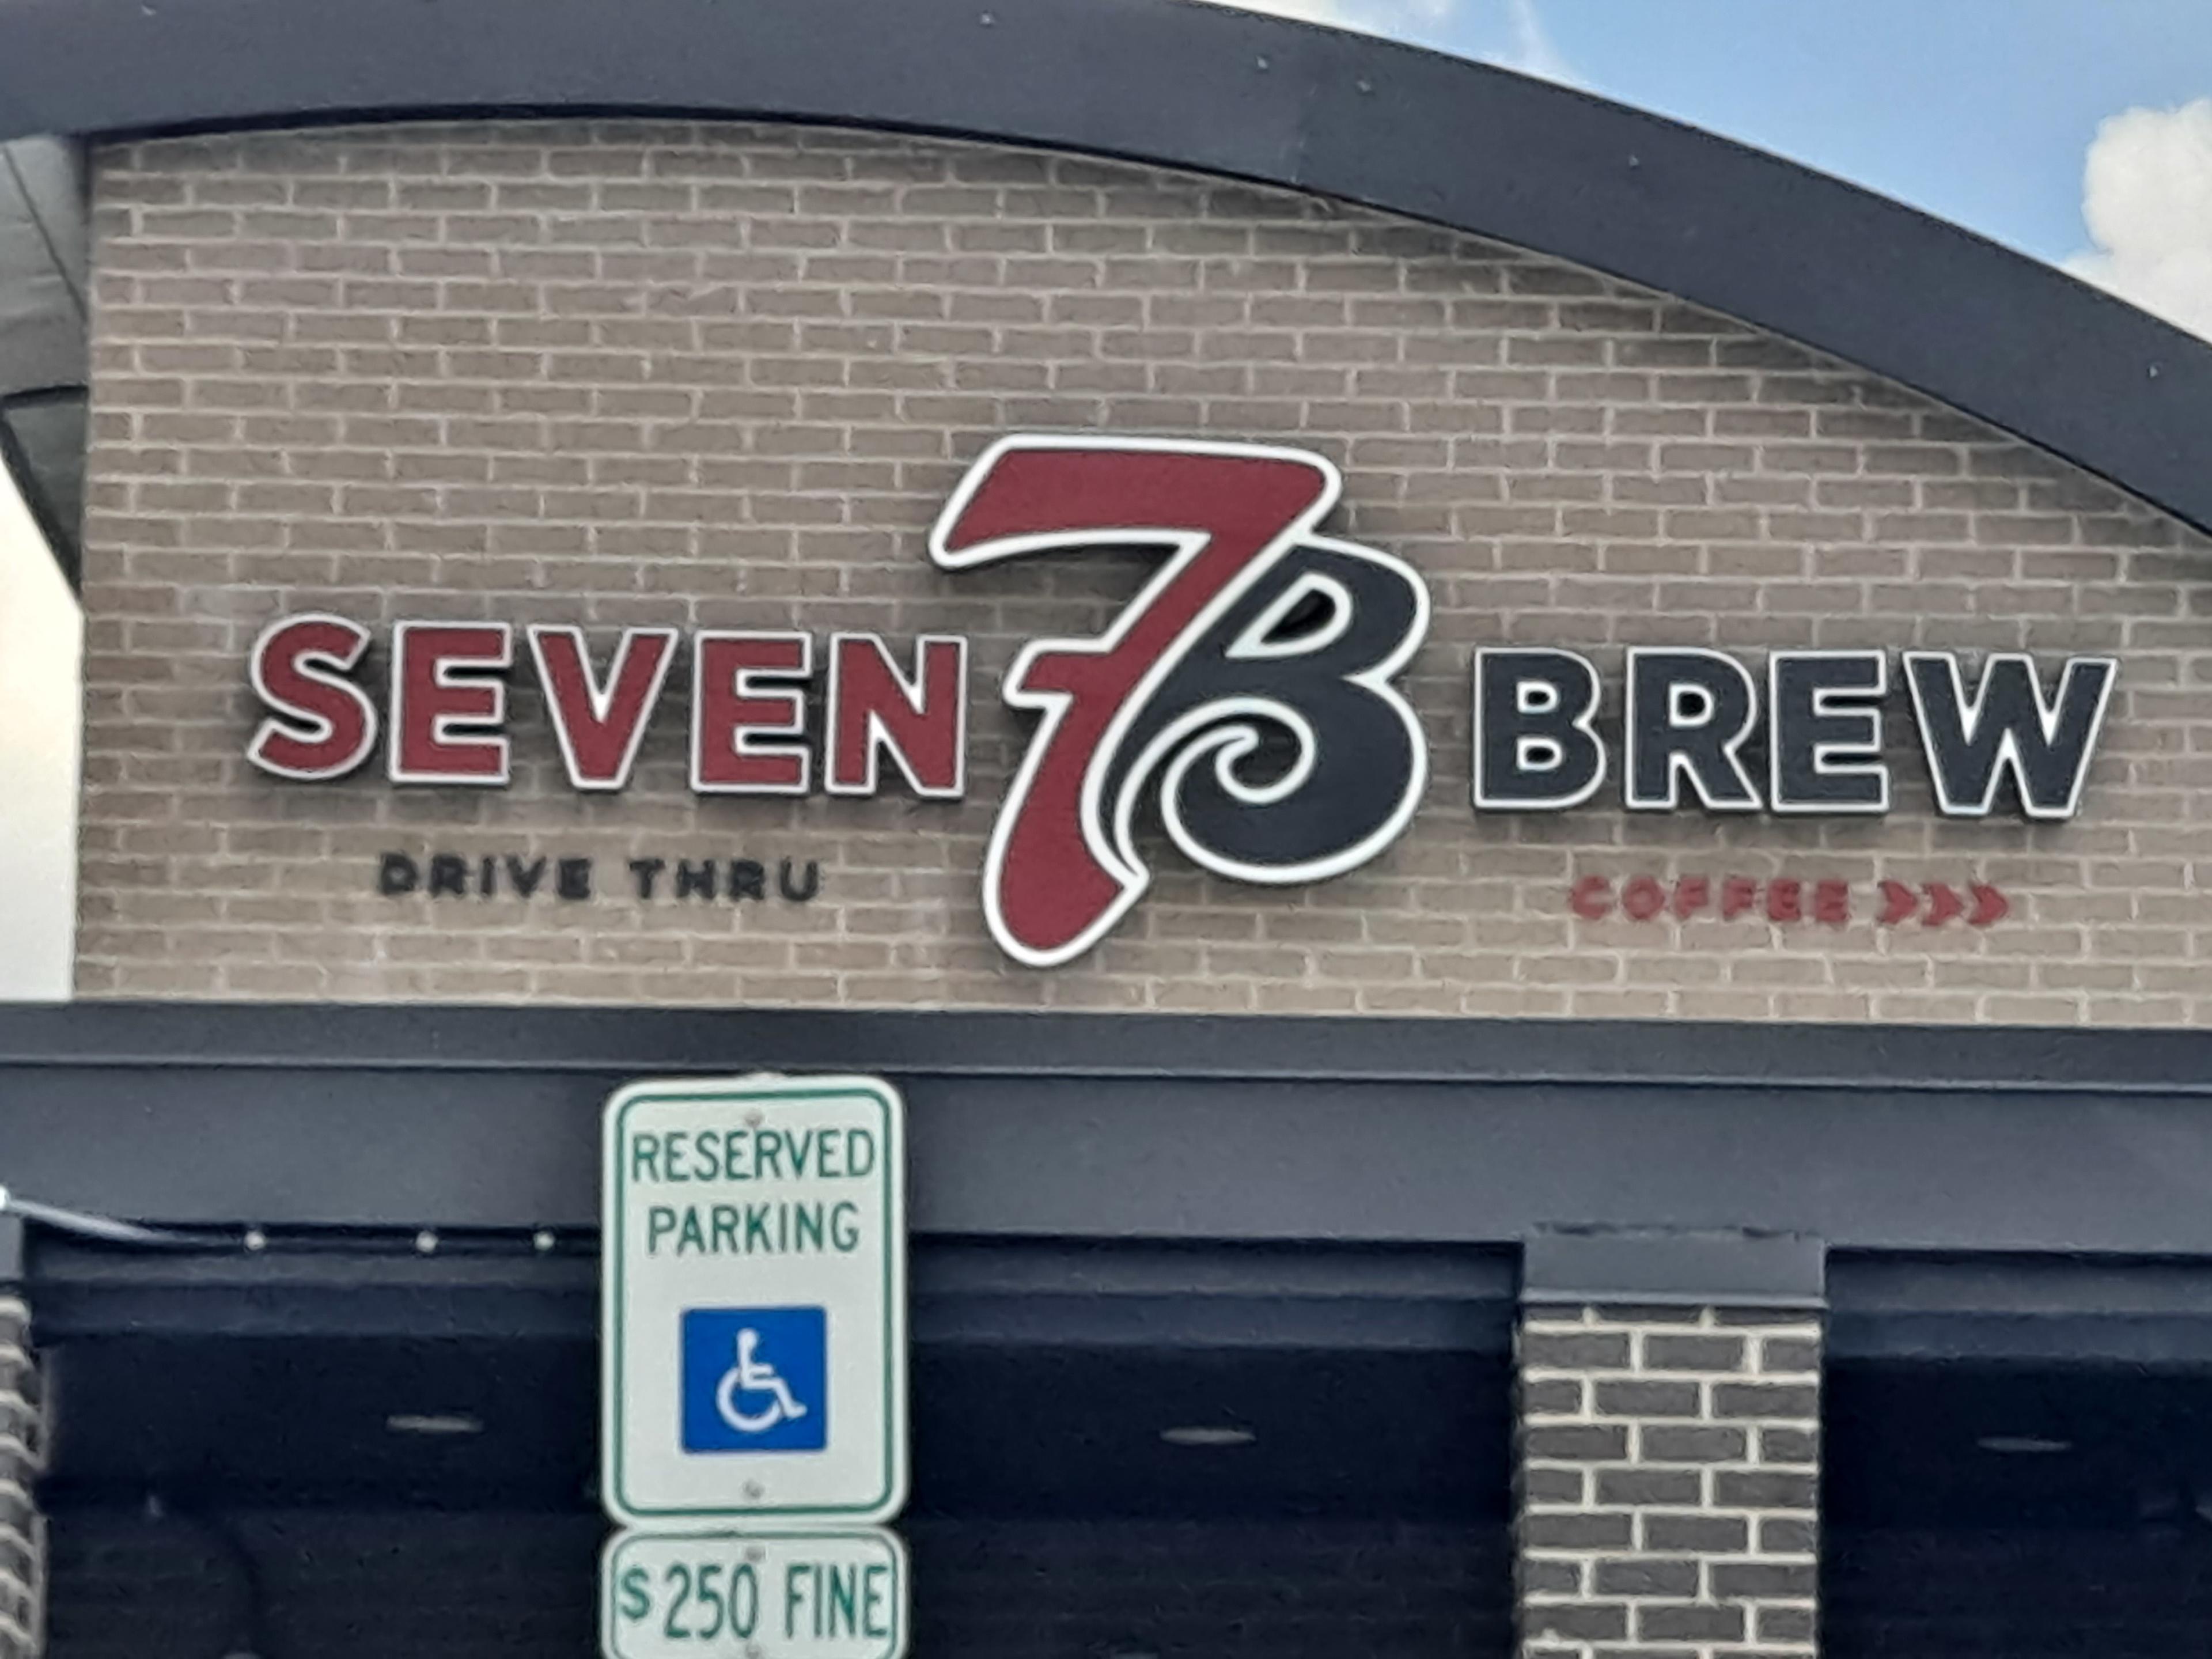 SEVEN 7B BREW
DRIVE THRU
COFFEE
RESERVED
PARKING
$250 FINE